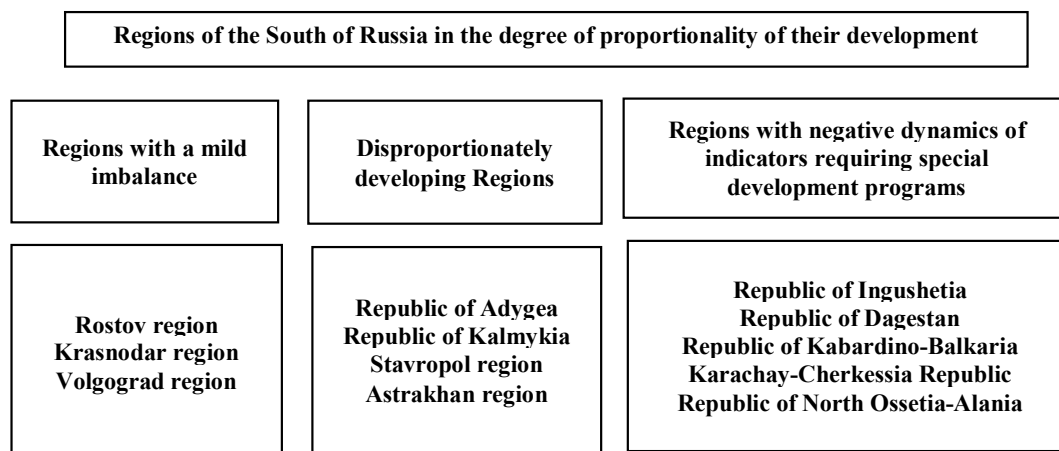 Regions of the South of Russia in the degree of proportionality of their development
Regions with a mild
imbalance
Disproportionately
developing Regions
Regions with negative dynamics of
indicators requiring special
development programs
Rostov region
Krasnodar region
Volgograd region
Republic of Adygea
Republic of Kalmykia
Stavropol region
Astrakhan region
Republic of Ingushetia
Republic of Dagestan
Republic of Kabardino-Balkaria
Karachay-Cherkessia Republic
Republic of North Ossetia-Alania